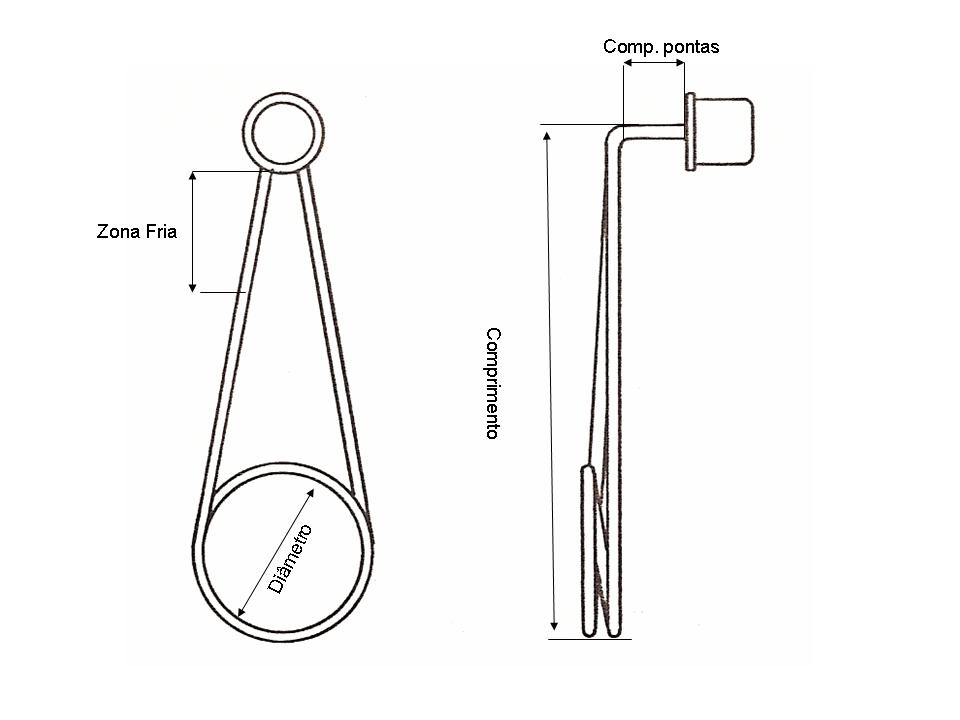 Comp. pontas
Zona Fria
Comprimento
Diâmetro